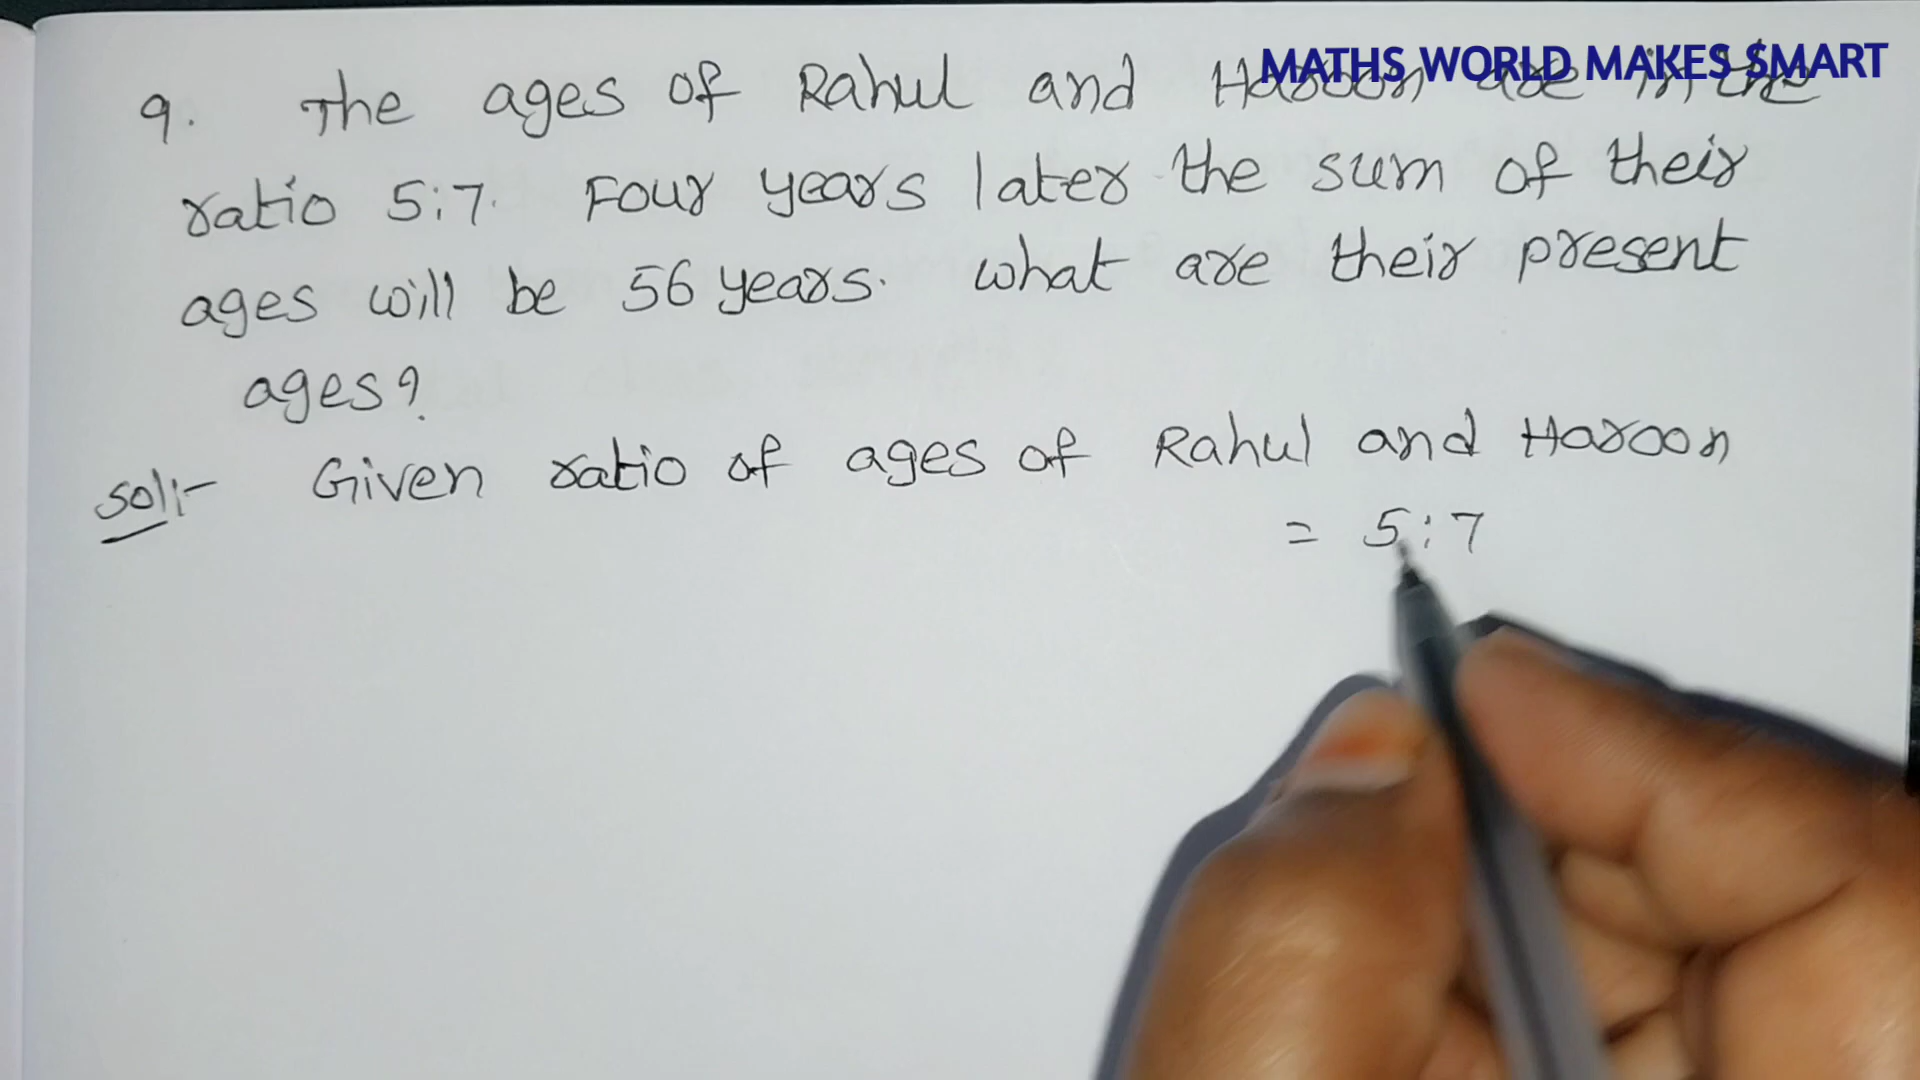 MATHS WORLD MAKES SMART
9. The ages of Rahul and Haroon are in the
ratio 5:7. Four years later the sum of their
ages will be 56 years. what are their present
ages?
Sol:- Given ratio of ages of Rahul and Haroon
= 5:7